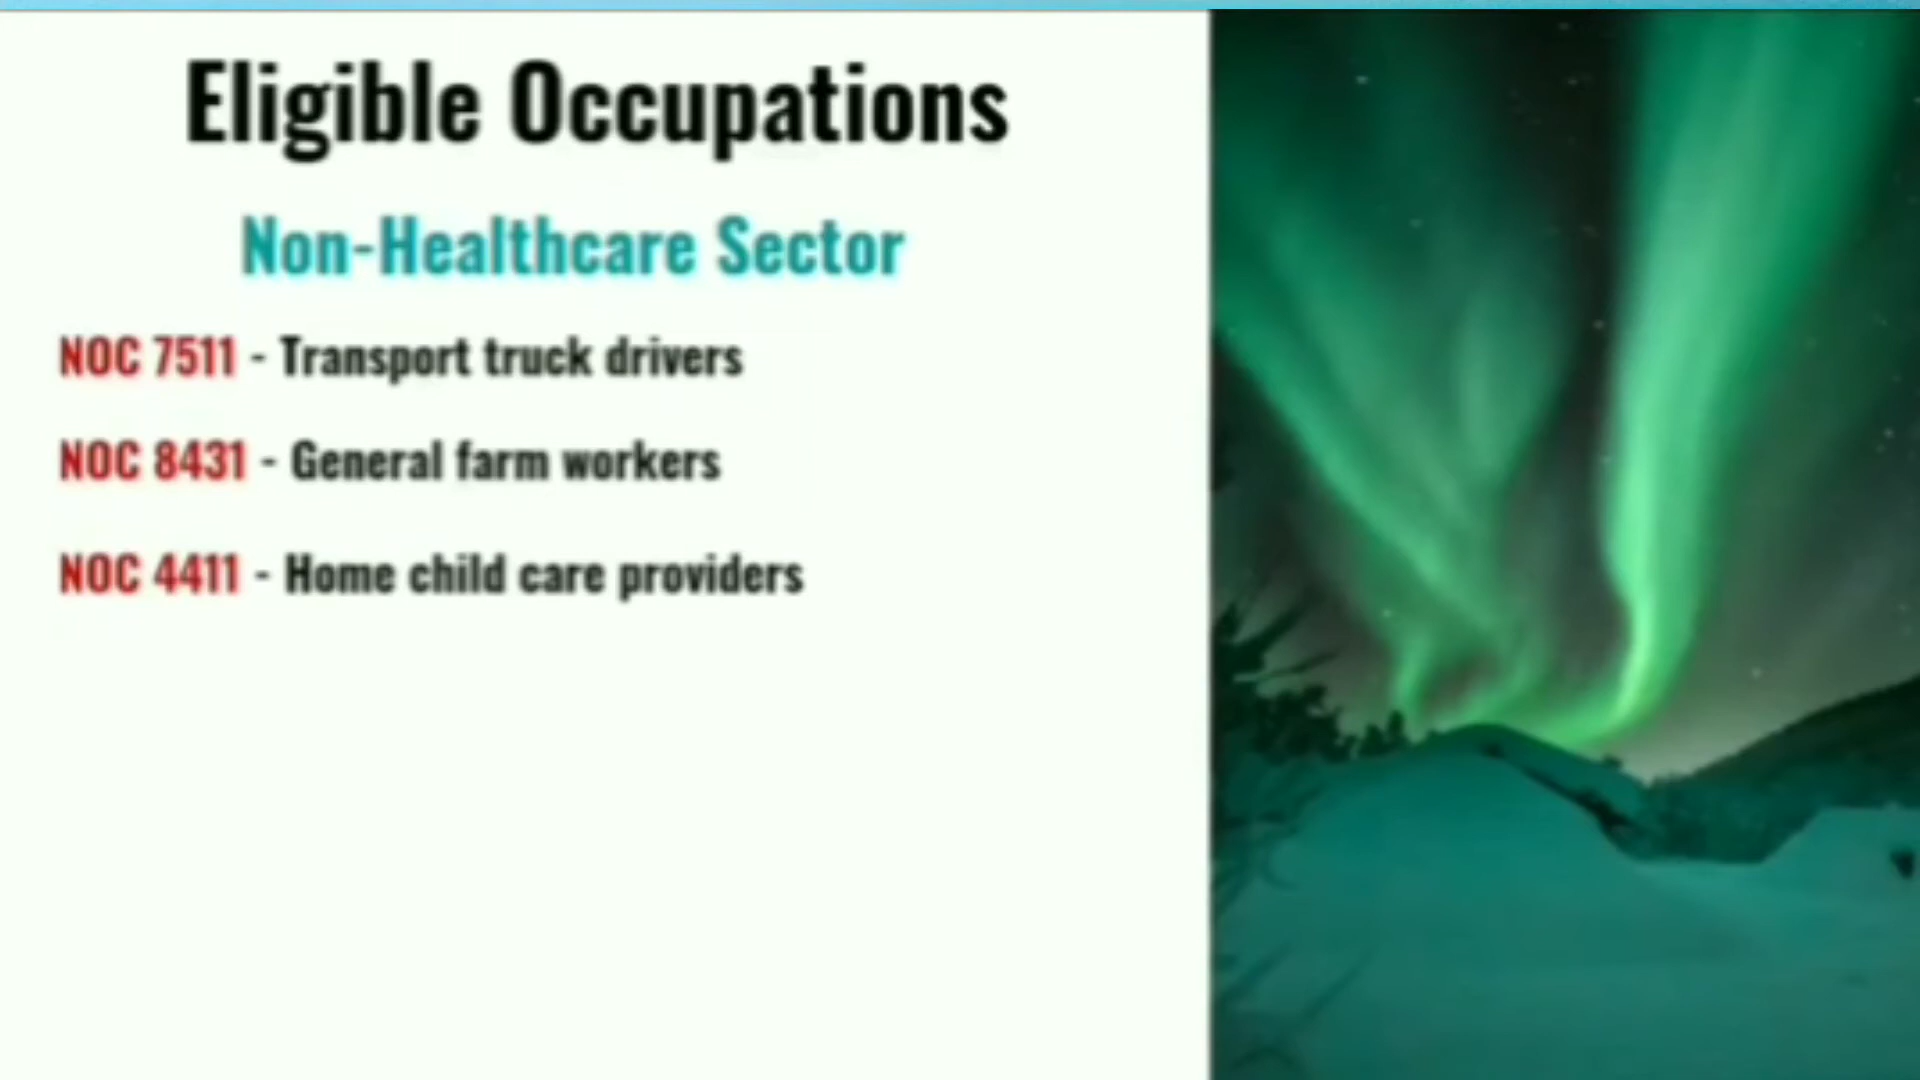 Eligible Occupations
Non-Healthcare Sector
NOC 7511 - Transport truck drivers
NOC 8431 - General farm workers
NOC 4411 - Home child care providers